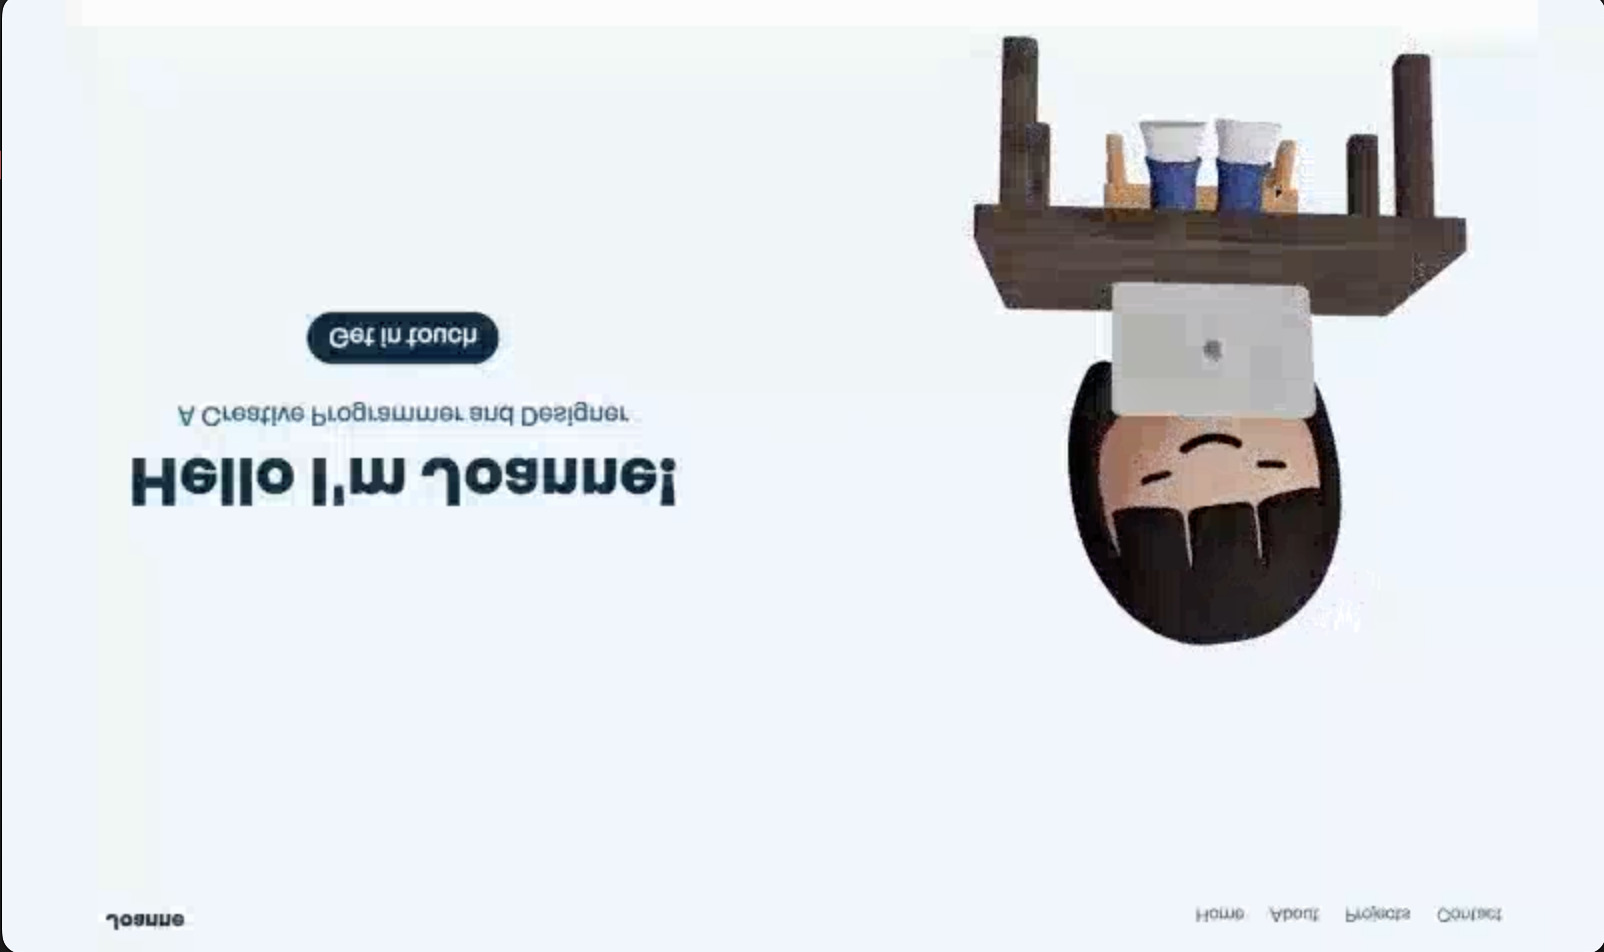 Joanne
Home About Projects Contact
Hello I'm Joanne!
A Creative Programmer and Designer
Get in touch